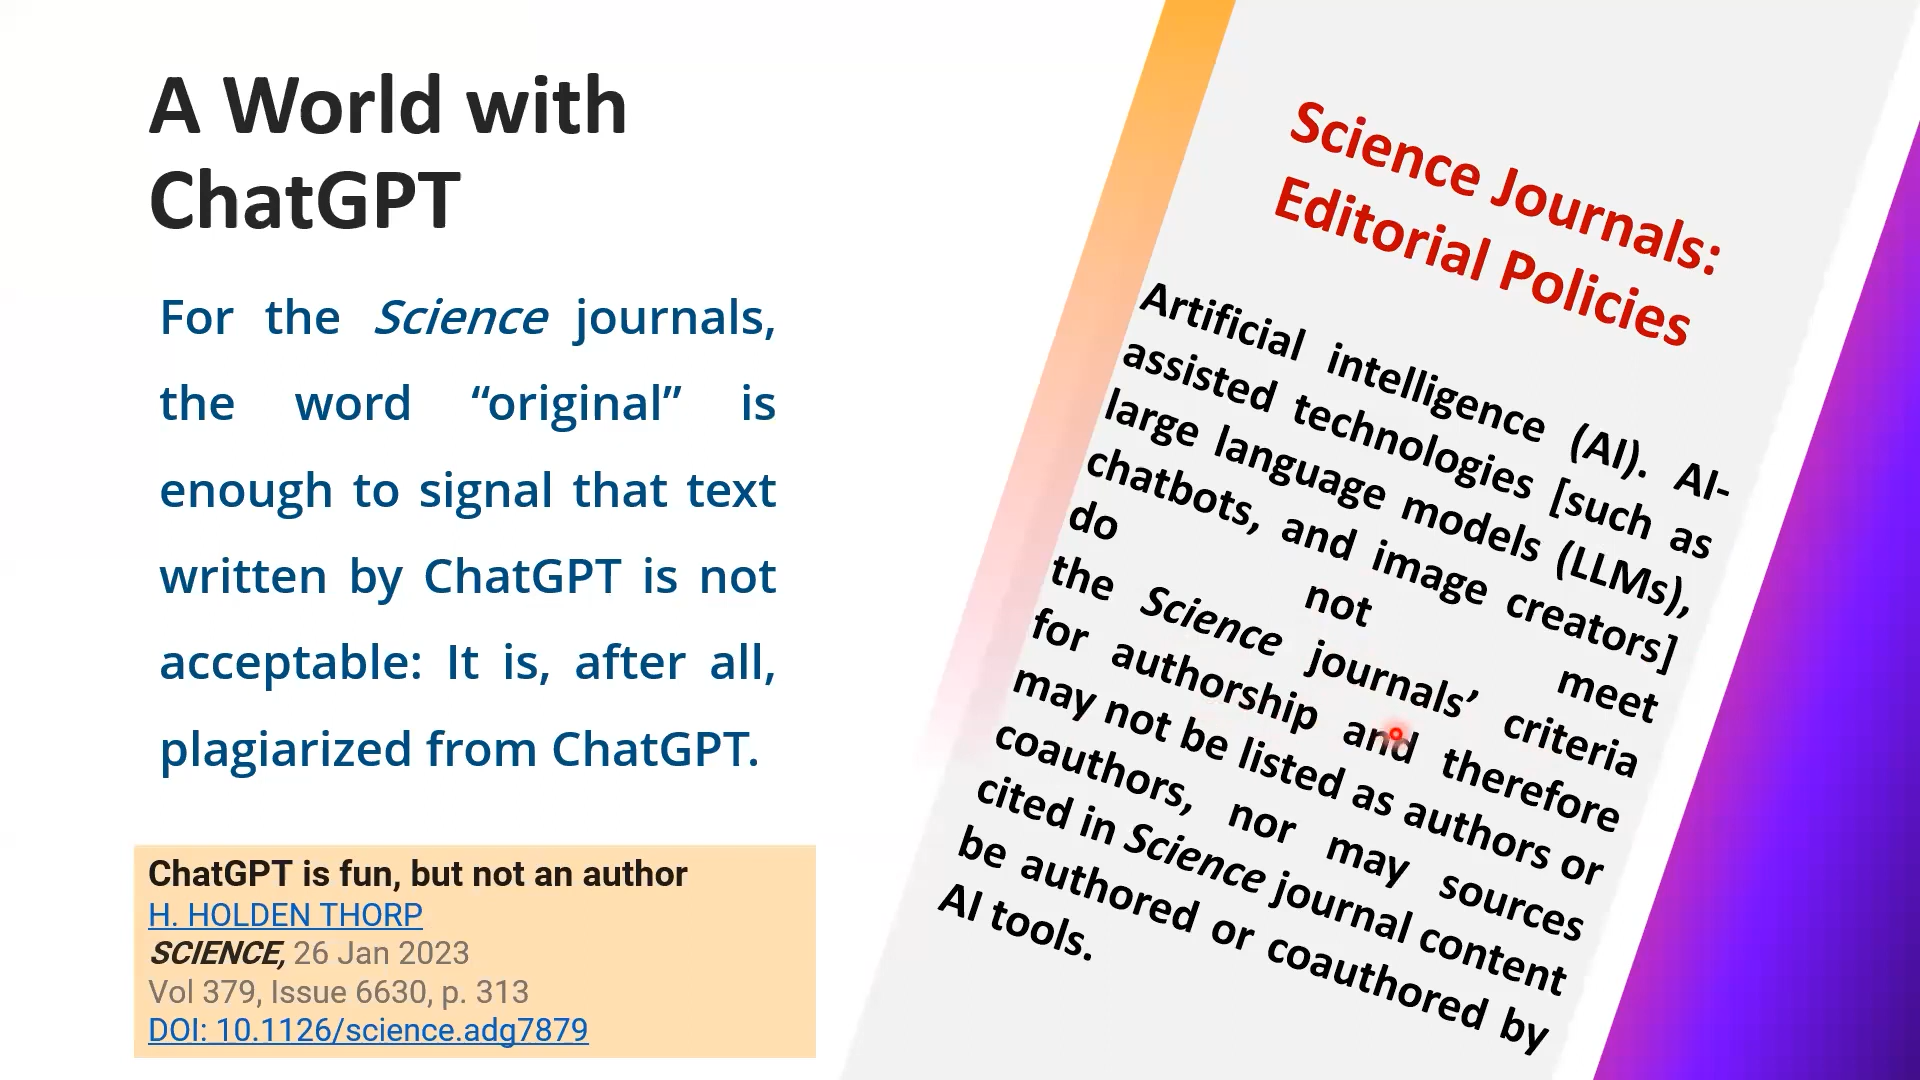 A World with
ChatGPT
For the Science journals,
the word “original” is
enough to signal that text
written by ChatGPT is not
acceptable: It is, after all,
plagiarized from ChatGPT.
ChatGPT is fun, but not an author
H. HOLDEN THORP
SCIENCE, 26 Jan 2023
Vol 379, Issue 6630, p. 313
DOI: 10.1126/science.adg7879
Science Journals:
Editorial Policies
Artificial intelligence (AI). AI-
assisted technologies [such as
large language models (LLMs),
chatbots, and image creators]
do not meet
the Science journals’ criteria
for authorship and therefore
may not be listed as authors or
coauthors, nor may sources
cited in Science journal content
be authored or coauthored by
AI tools.